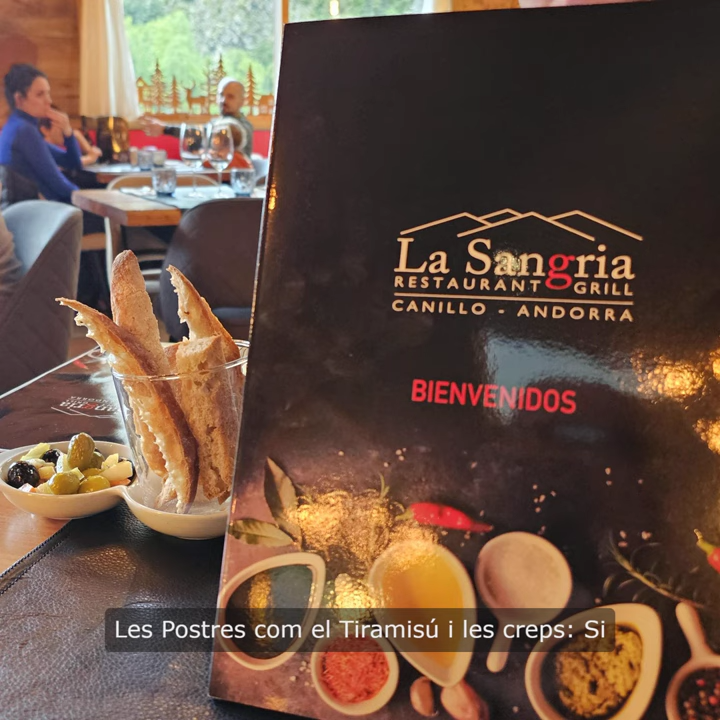 La Sangria
RESTAURANT GRILL
CANILLO - ANDORRA
BIENVENIDOS
Les Postres com el Tiramisú i les creps: Si